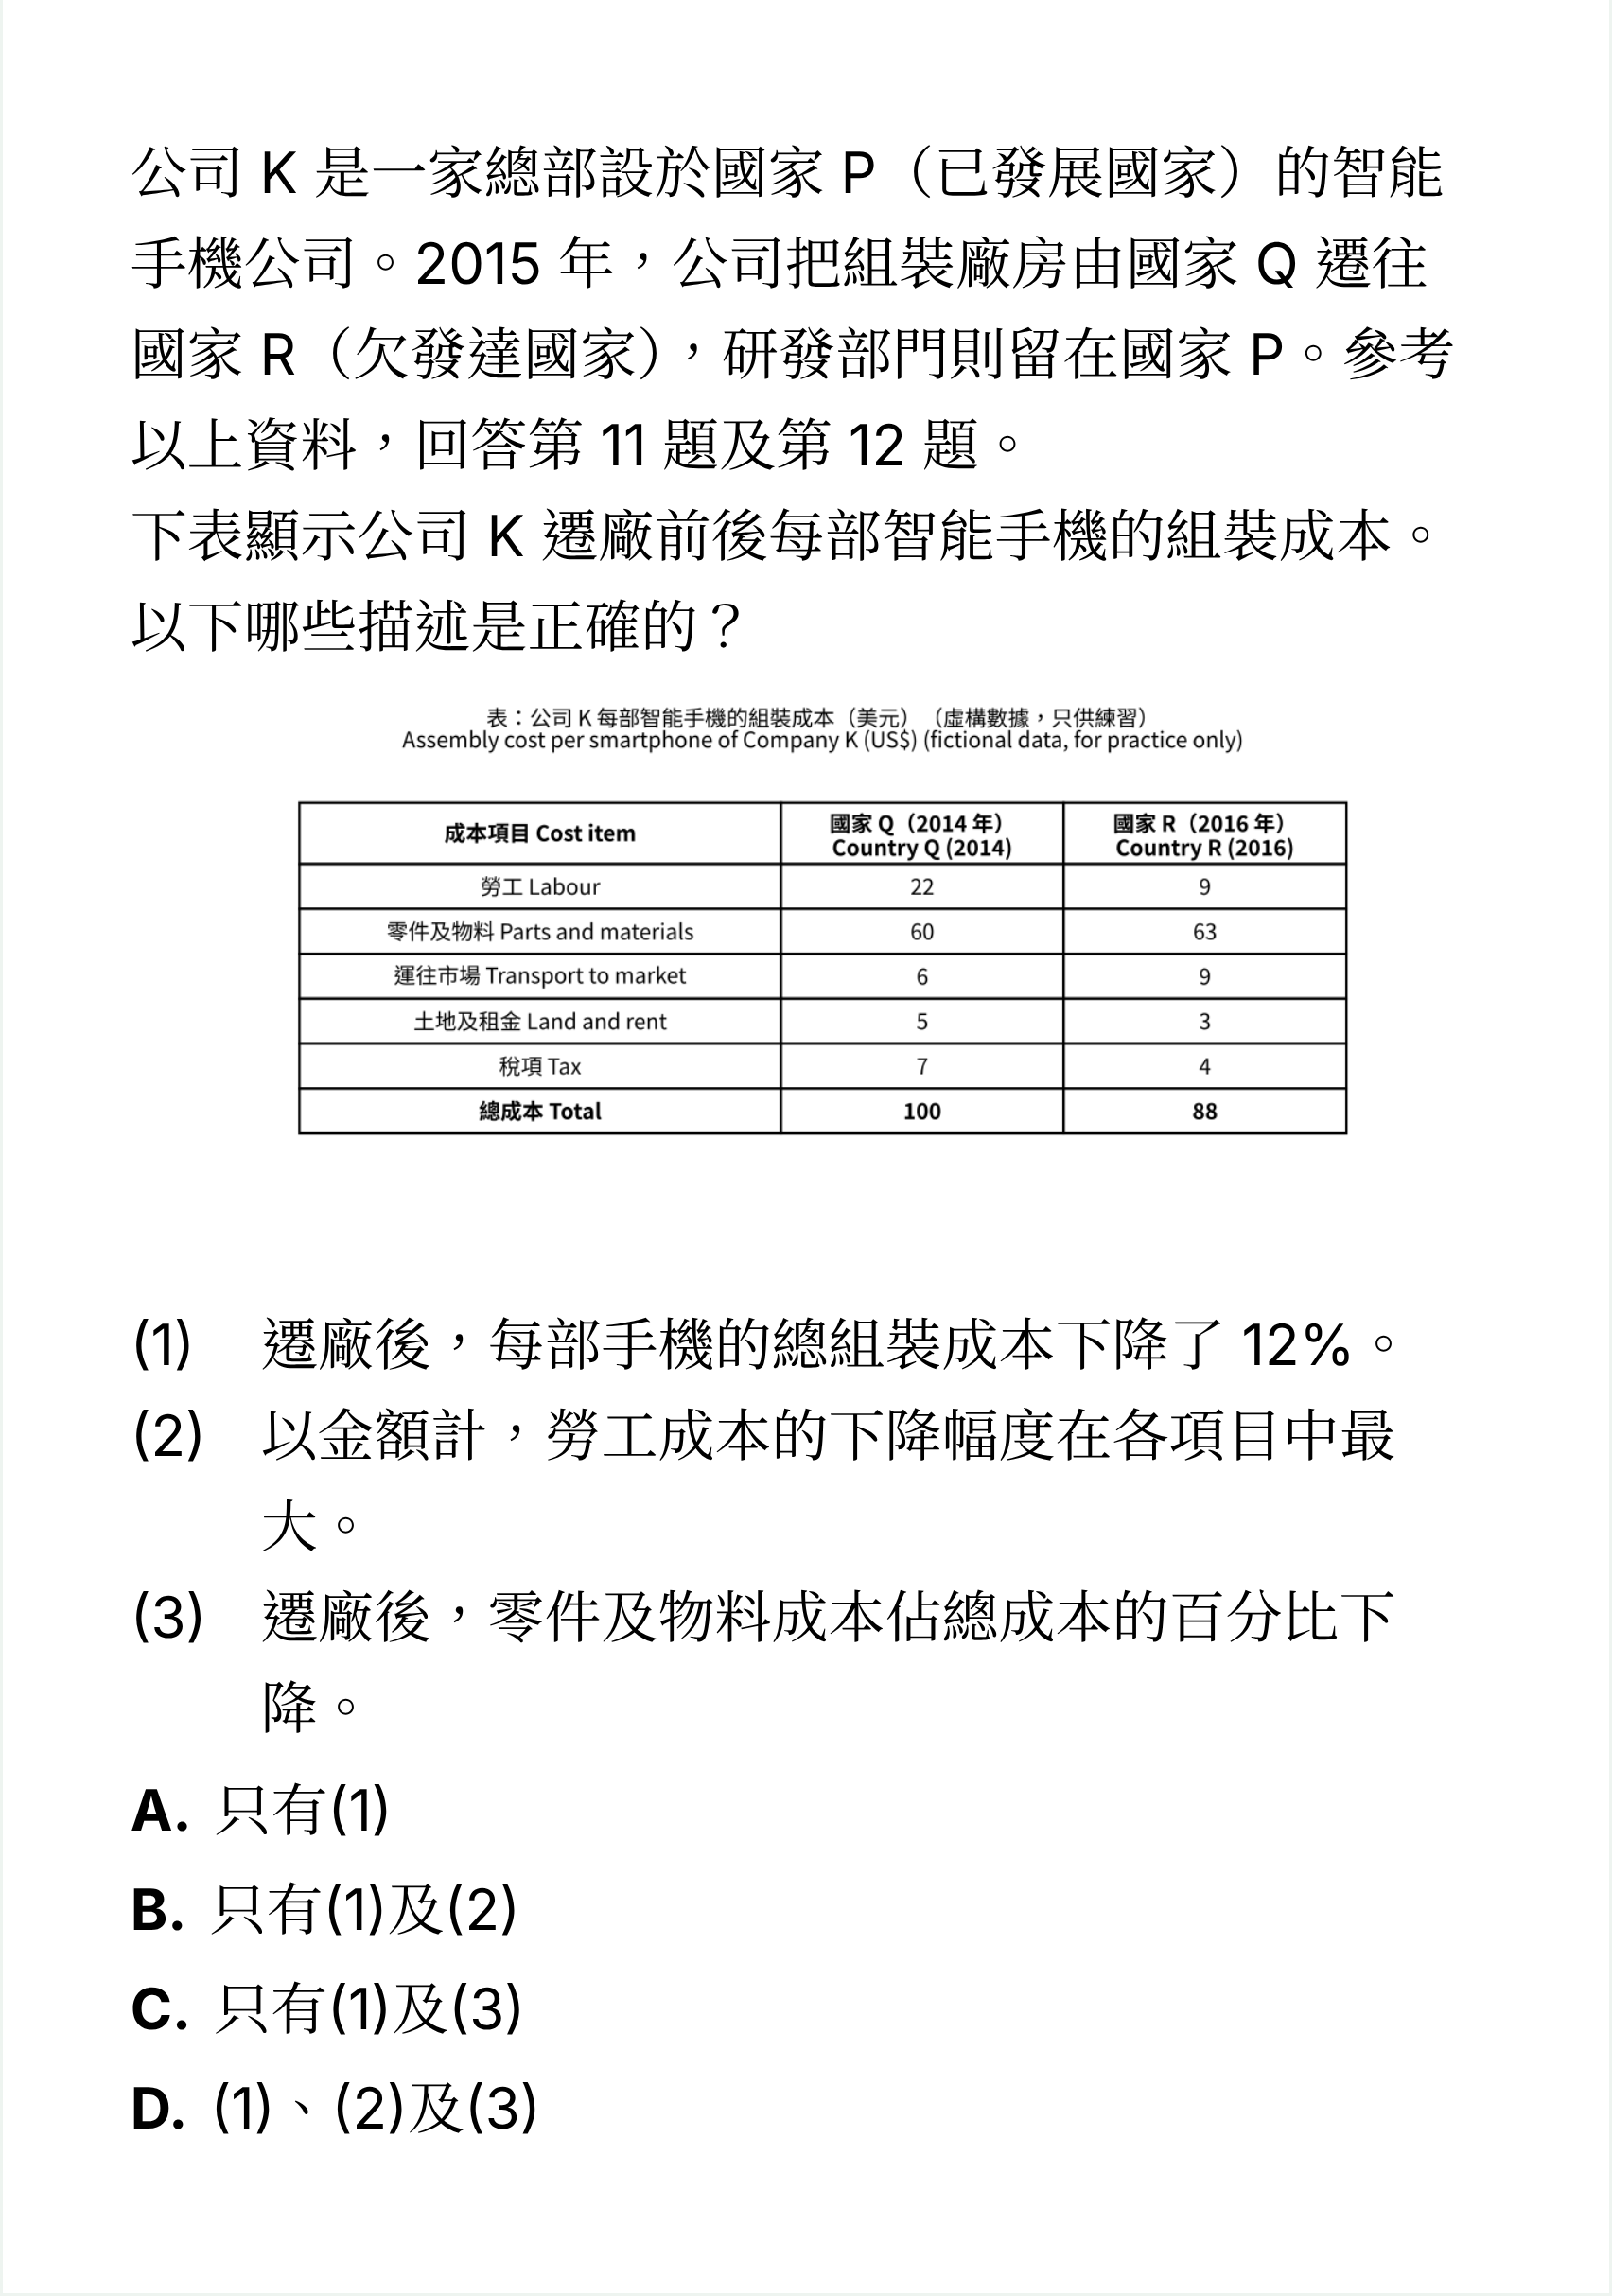 公司 K 是一家總部設於國家 P（已發展國家）的智能
手機公司。2015 年，公司把組裝廠房由國家 Q 遷往
國家 R（欠發達國家），研發部門則留在國家 P。參考
以上資料，回答第 11 題及第 12 題。
下表顯示公司 K 遷廠前後每部智能手機的組裝成本。
以下哪些描述是正確的？
表：公司 K 每部智能手機的組裝成本（美元）（虛構數據，只供練習）
Assembly cost per smartphone of Company K (US$) (fictional data, for practice only)
成本項目 Cost item 國家 Q（2014 年） Country Q (2014) 國家 R（2016 年） Country R (2016)
勞工 Labour 22 9
零件及物料 Parts and materials 60 63
運往市場 Transport to market 6 9
土地及租金 Land and rent 5 3
稅項 Tax 7 4
總成本 Total 100 88
(1) 遷廠後，每部手機的總組裝成本下降了 12%。
(2) 以金額計，勞工成本的下降幅度在各項目中最
大。
(3) 遷廠後，零件及物料成本佔總成本的百分比下
降。
A. 只有(1)
B. 只有(1)及(2)
C. 只有(1)及(3)
D. (1)、(2)及(3)